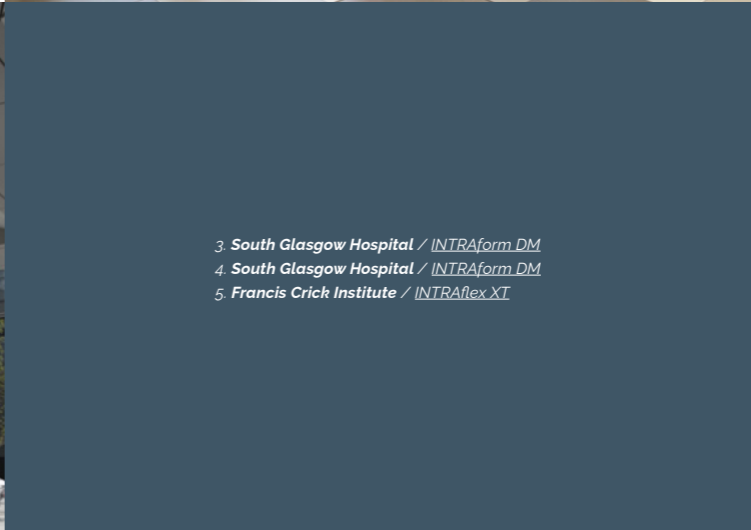 3. South Glasgow Hospital / INTRAform DM
4. South Glasgow Hospital / INTRAform DM
5. Francis Crick Institute / INTRAflex XT